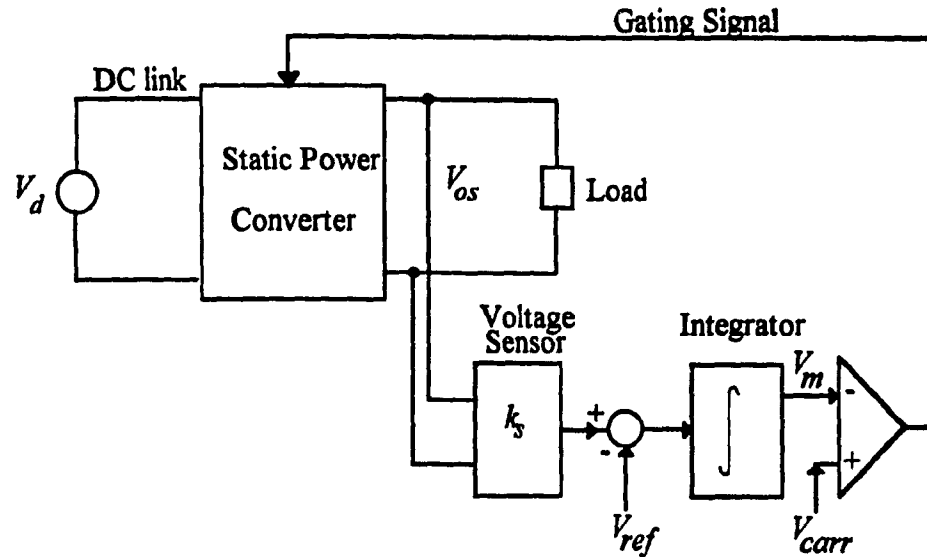 Gating Signal
DC link
Static Power
Converter
V_d
V_os
Load
Voltage
Sensor
Integrator
k_s
+
-
V_ref
∫
V_m
-
+
V_carr